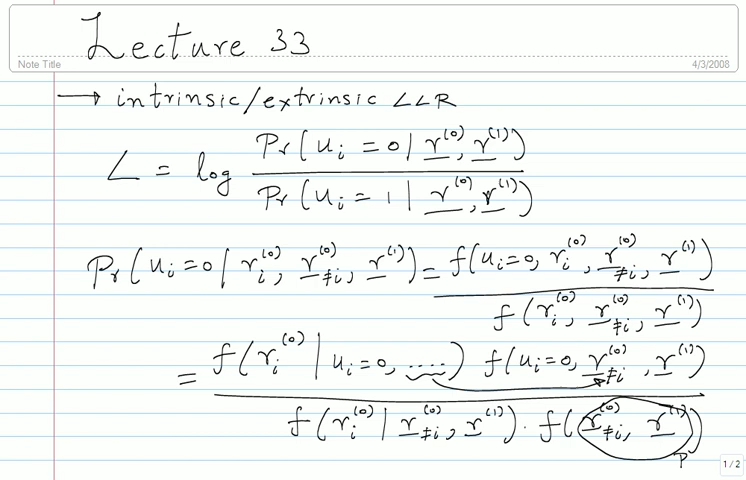 Lecture 33
Note Title
4/3/2008
→ intrinsic/extrinsic LLR
L = log Pr(u_i = 0 | r^(0), r^(1)) / Pr(u_i = 1 | r^(0), r^(1))
Pr(u_i = 0 | r_i^(0), r_≠i^(0), r^(1)) = f(u_i = 0, r_i^(0), r_≠i^(0), r^(1)) / f(r_i^(0), r_≠i^(0), r^(1))
= f(r_i^(0) | u_i = 0, .....) f(u_i = 0, r_≠i^(0), r^(1)) / f(r_i^(0) | r_≠i^(0), r^(1)) · f(r_≠i^(0), r^(1))
P
1/2